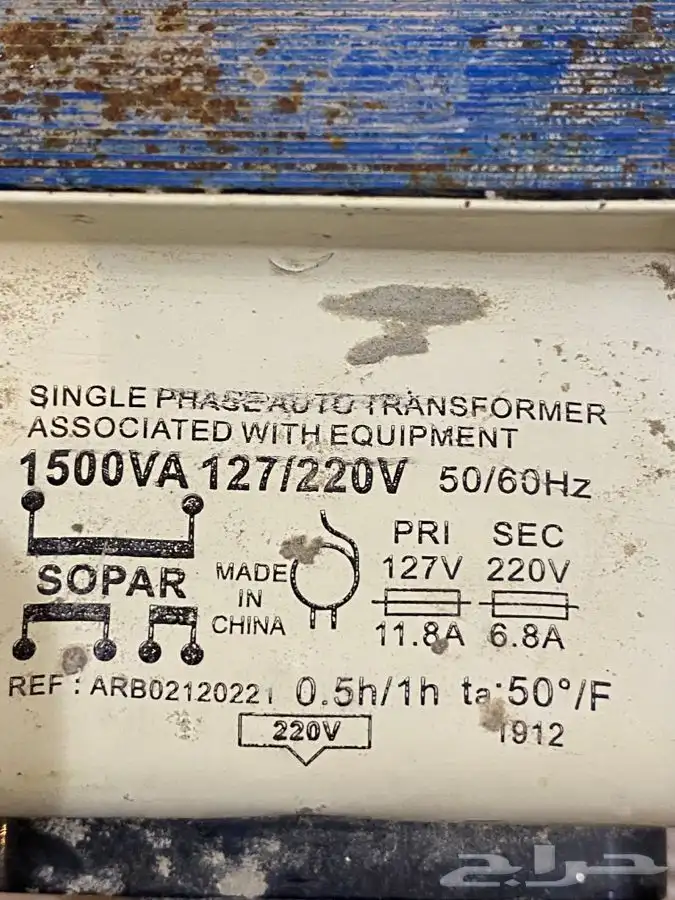 SINGLE PHASE AUTO TRANSFORMER
ASSOCIATED WITH EQUIPMENT
1500VA 127/220V 50/60Hz
SOPAR
MADE
IN
CHINA
PRI SEC
127V 220V
11.8A 6.8A
REF : ARB02120221 0.5h/1h ta:50°/F
220V
1912
حراج